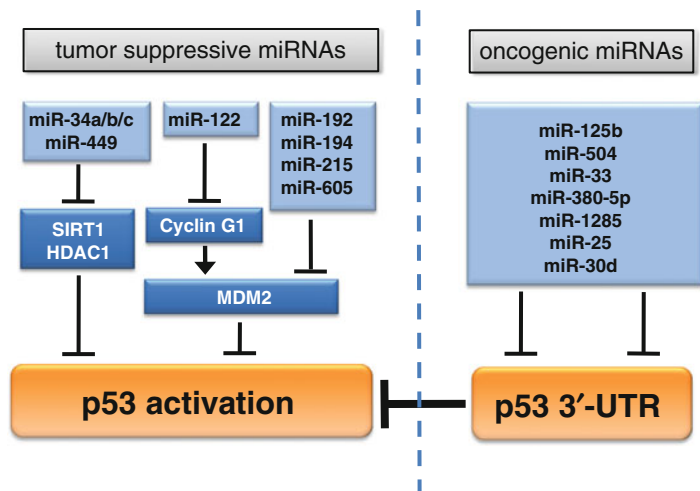 tumor suppressive miRNAs
oncogenic miRNAs
miR-34a/b/c
miR-449
miR-122
miR-192
miR-194
miR-215
miR-605
miR-125b
miR-504
miR-33
miR-380-5p
miR-1285
miR-25
miR-30d
SIRT1
HDAC1
Cyclin G1
MDM2
p53 activation
p53 3′-UTR